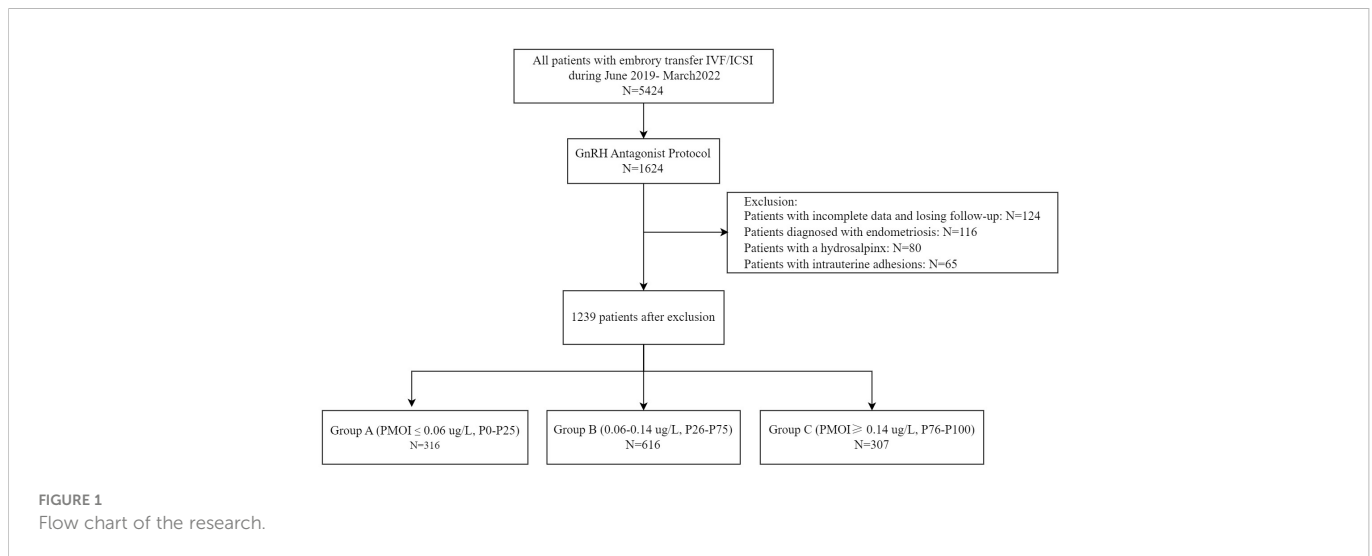 All patients with embrory transfer IVF/ICSI
during June 2019- March2022
N=5424
GnRH Antagonist Protocol
N=1624
Exclusion:
Patients with incomplete data and losing follow-up: N=124
Patients diagnosed with endometriosis: N=116
Patients with a hydrosalpinx: N=80
Patients with intrauterine adhesions: N=65
1239 patients after exclusion
Group A (PMOI ≤ 0.06 ug/L, P0-P25)
N=316
Group B (0.06-0.14 ug/L, P26-P75)
N=616
Group C (PMOI≥ 0.14 ug/L, P76-P100)
N=307
FIGURE 1
Flow chart of the research.